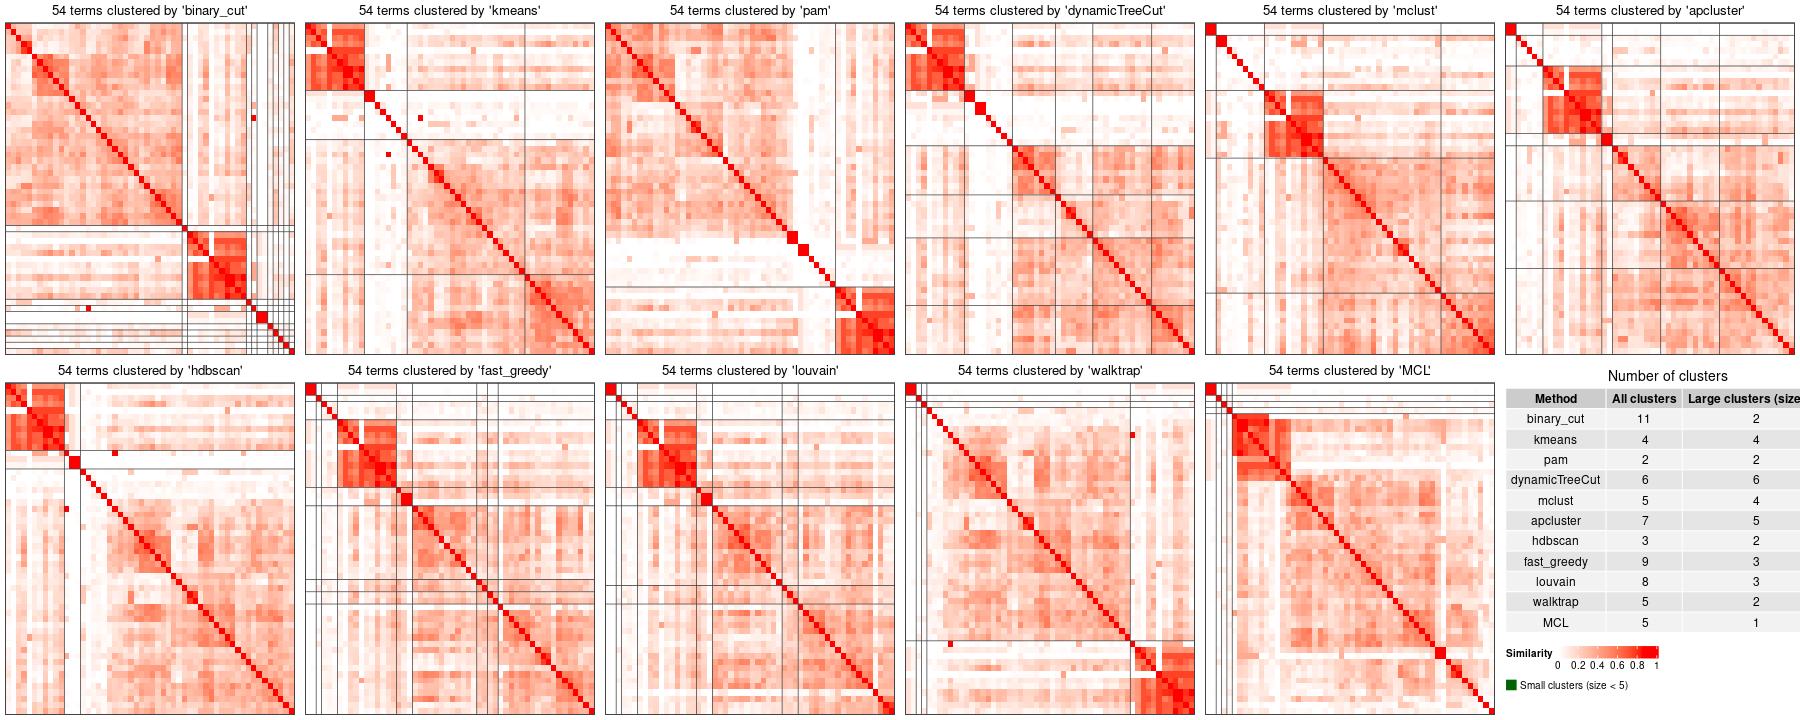 54 terms clustered by 'binary_cut'
54 terms clustered by 'kmeans'
54 terms clustered by 'pam'
54 terms clustered by 'dynamicTreeCut'
54 terms clustered by 'mclust'
54 terms clustered by 'apcluster'
54 terms clustered by 'hdbscan'
54 terms clustered by 'fast_greedy'
54 terms clustered by 'louvain'
54 terms clustered by 'walktrap'
54 terms clustered by 'MCL'
Number of clusters
Method All clusters Large clusters (size
binary_cut 11 2
kmeans 4 4
pam 2 2
dynamicTreeCut 6 6
mclust 5 4
apcluster 7 5
hdbscan 3 2
fast_greedy 9 3
louvain 8 3
walktrap 5 2
MCL 5 1
Similarity
0 0.2 0.4 0.6 0.8 1
Small clusters (size < 5)